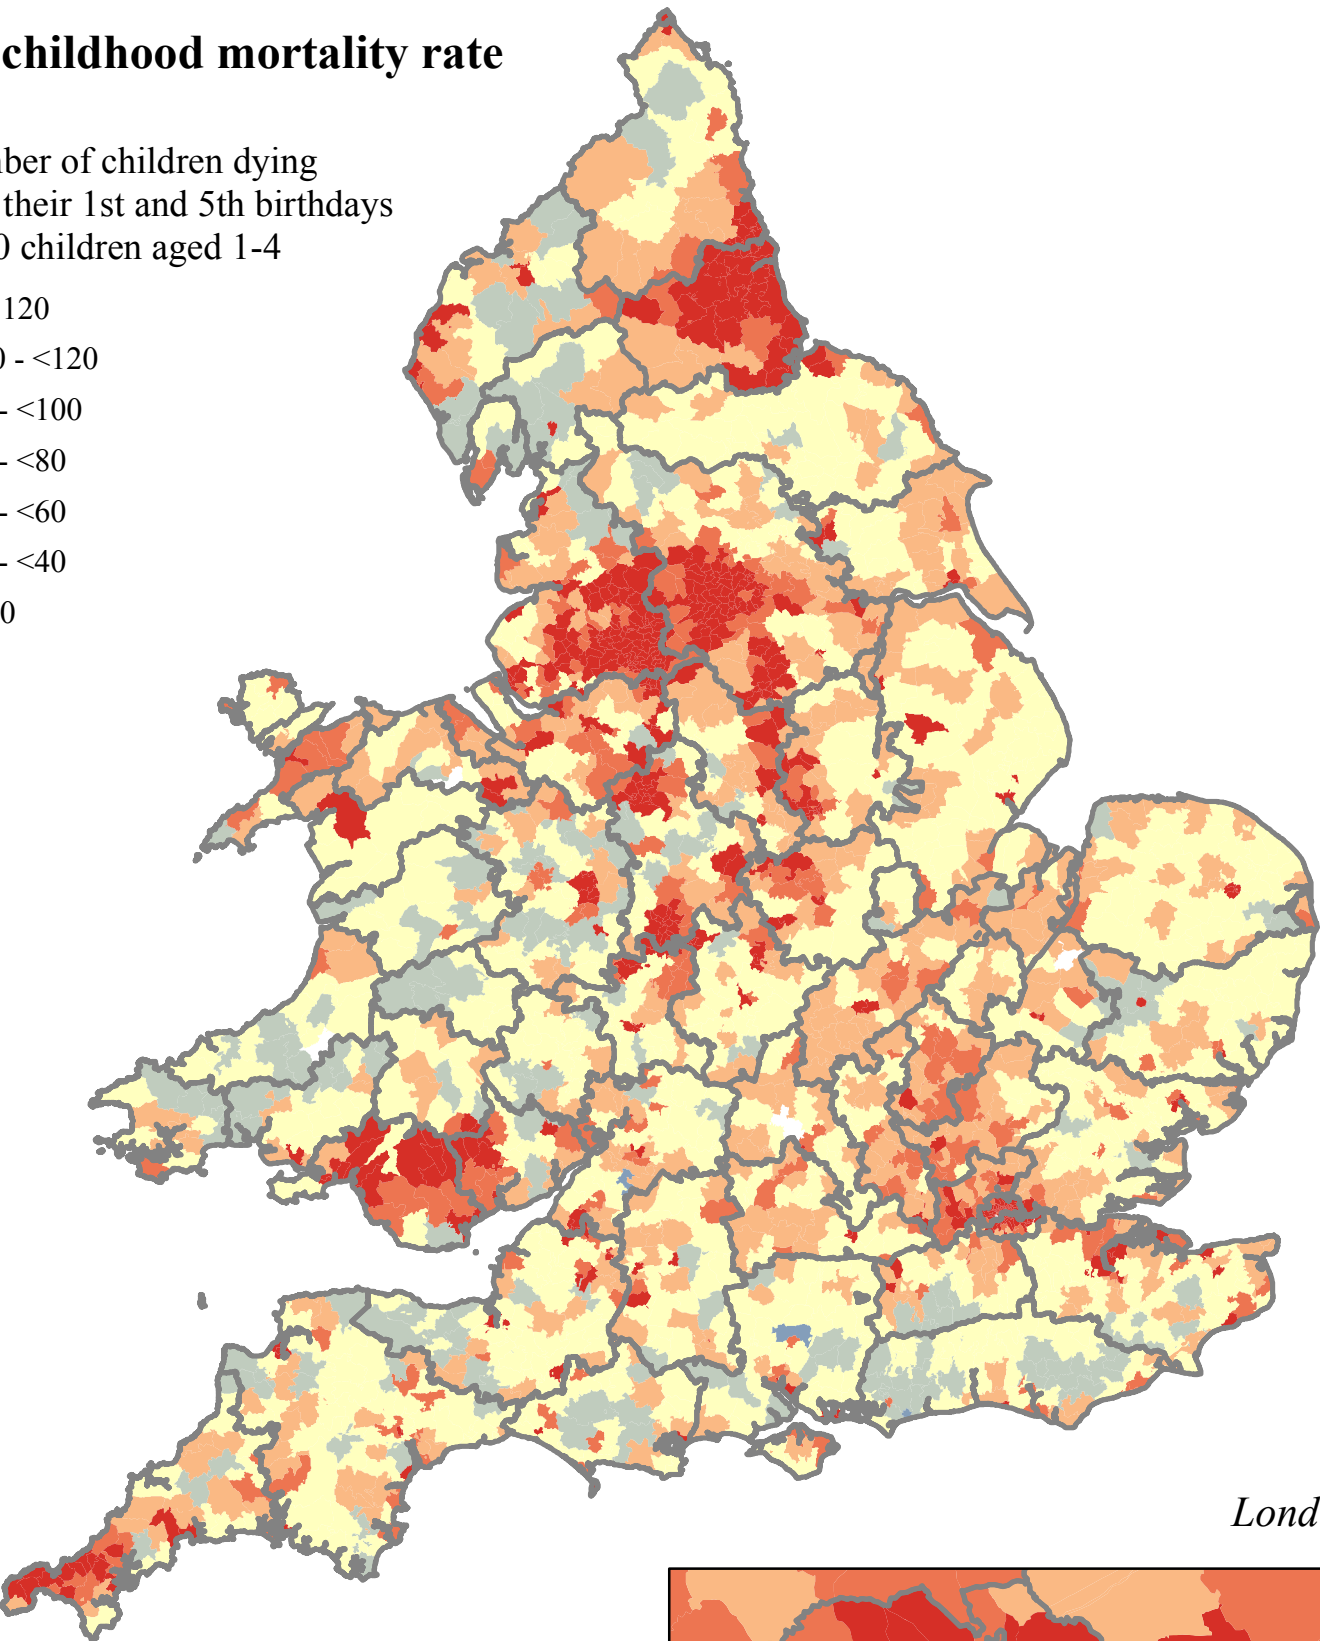 childhood mortality rate
ber of children dying
their 1st and 5th birthdays
0 children aged 1-4
120
0 - <120
- <100
- <80
- <60
- <40
0
Lond